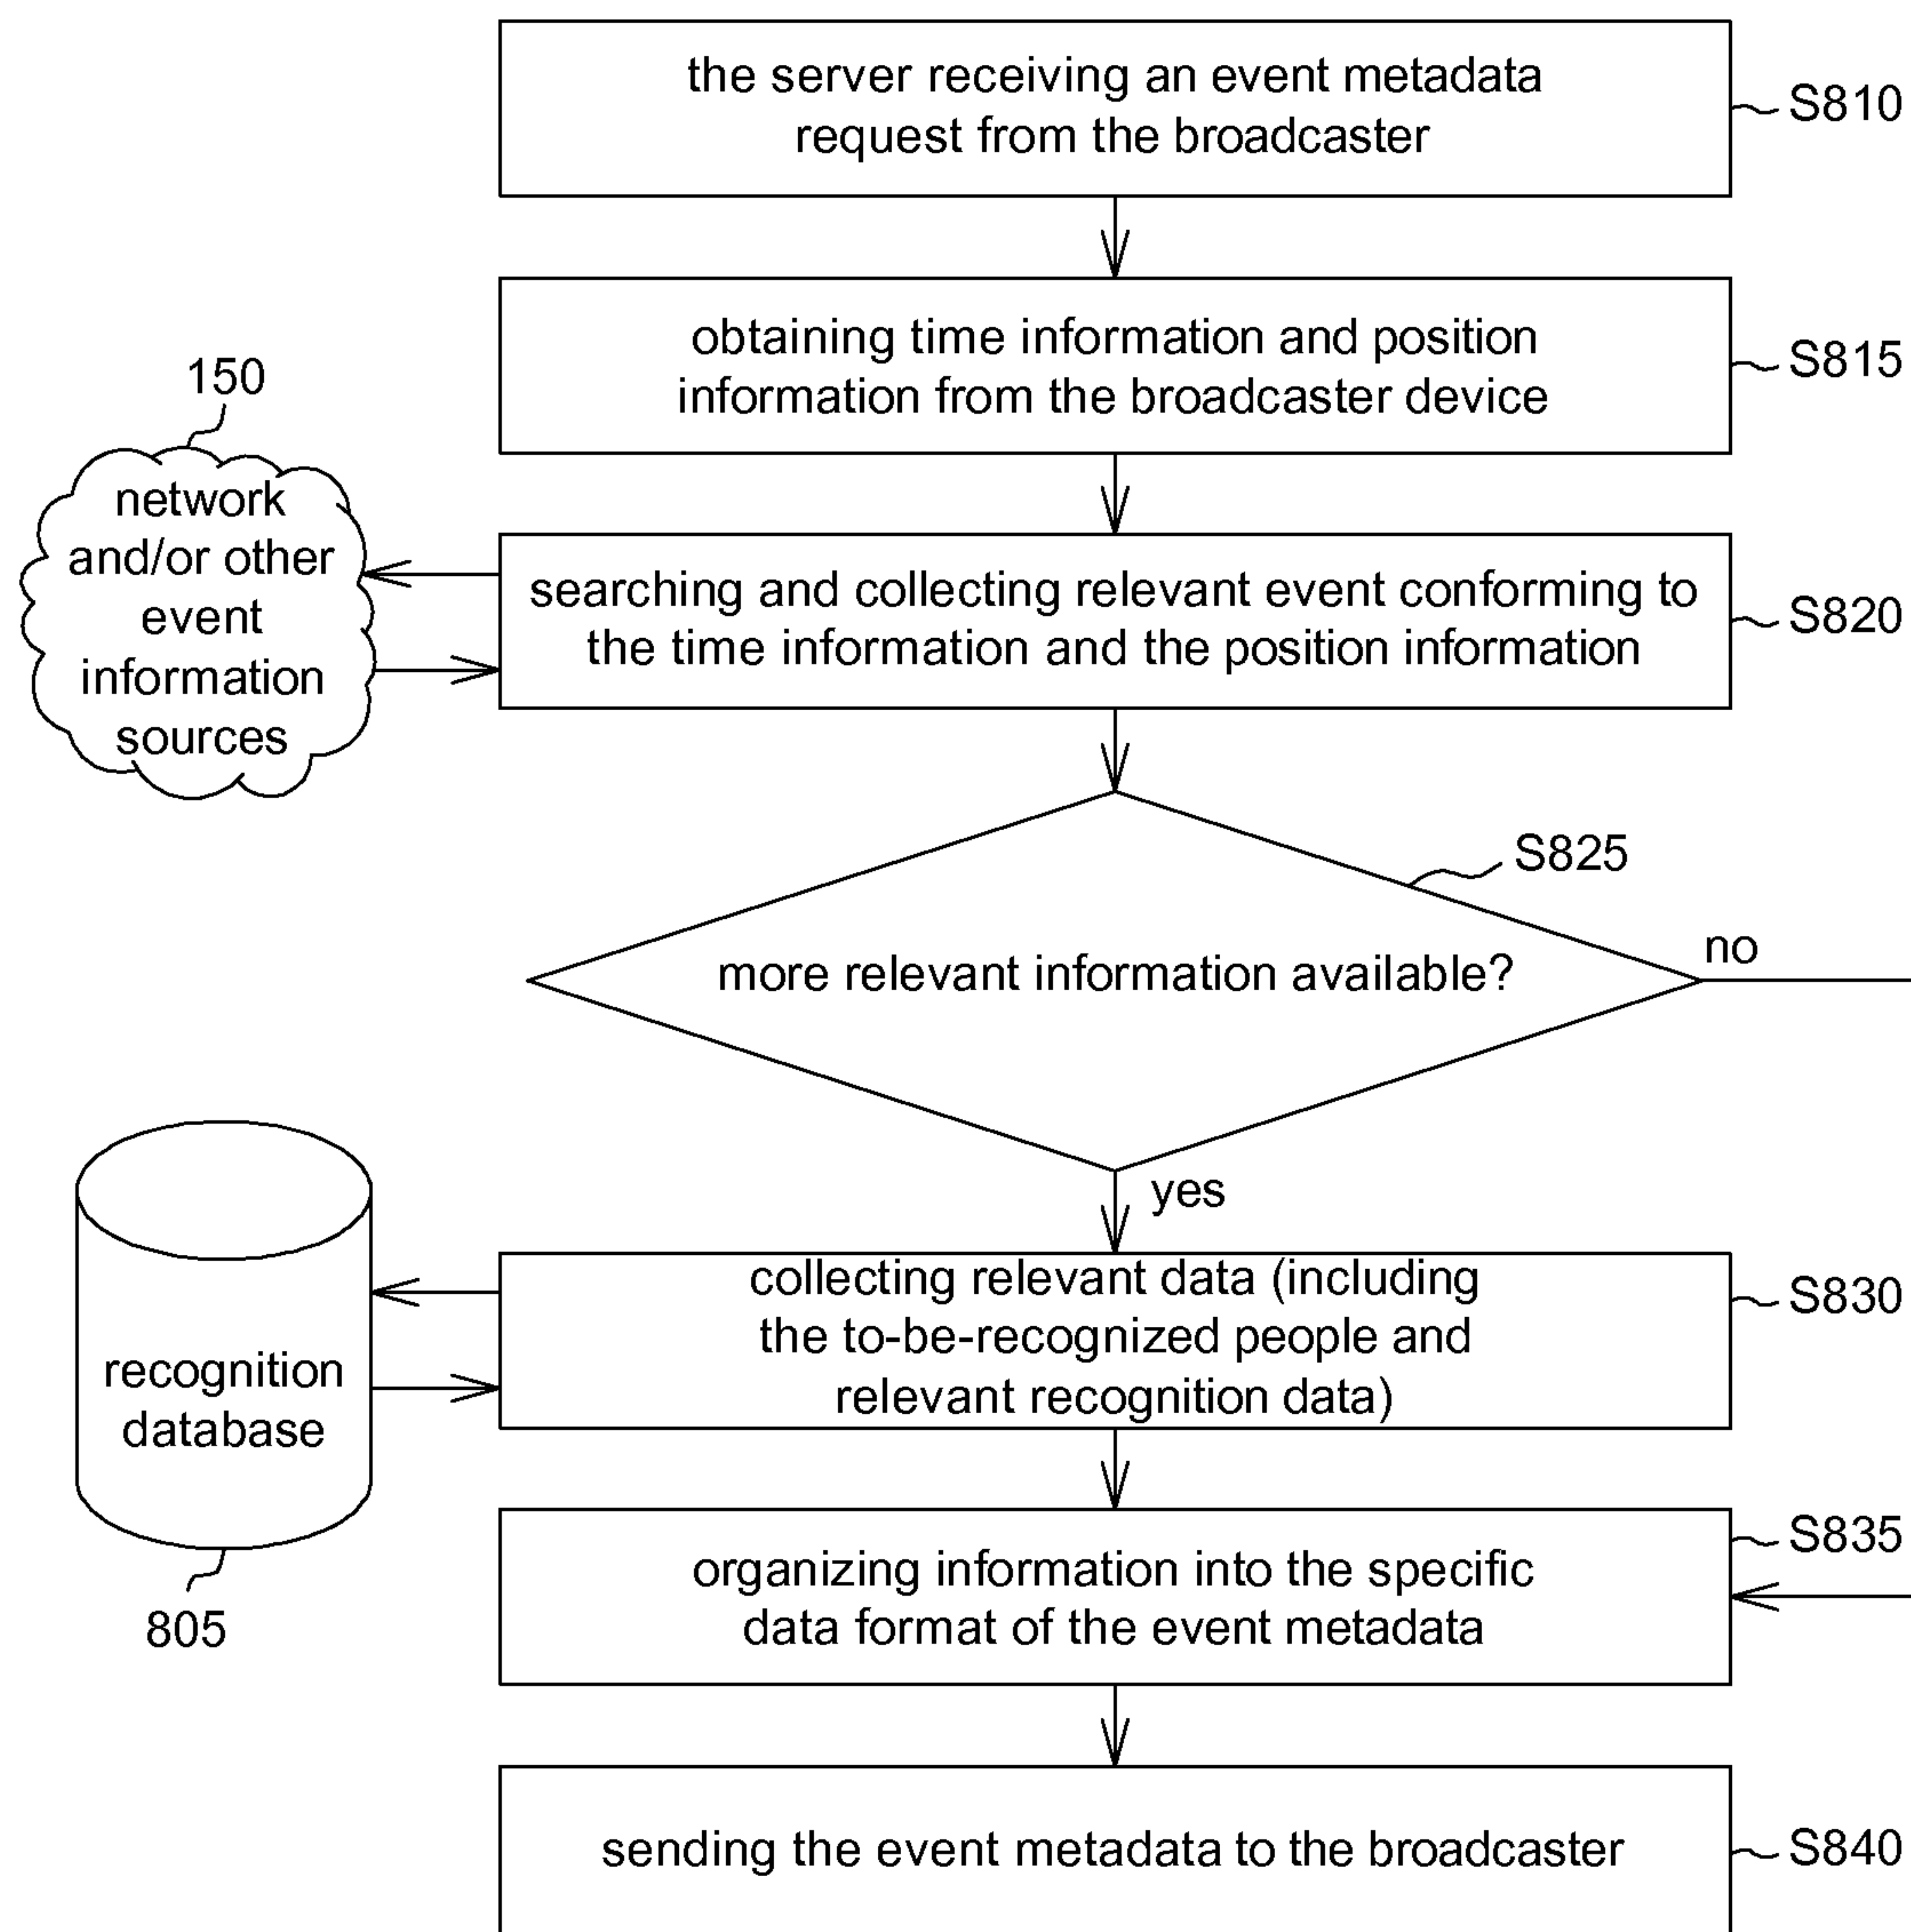 the server receiving an event metadata
request from the broadcaster
S810
obtaining time information and position
information from the broadcaster device
S815
150
network
and/or other
event
information
sources
searching and collecting relevant event conforming to
the time information and the position information
S820
S825
more relevant information available?
no
yes
recognition
database
805
collecting relevant data (including
the to-be-recognized people and
relevant recognition data)
S830
organizing information into the specific
data format of the event metadata
S835
sending the event metadata to the broadcaster
S840